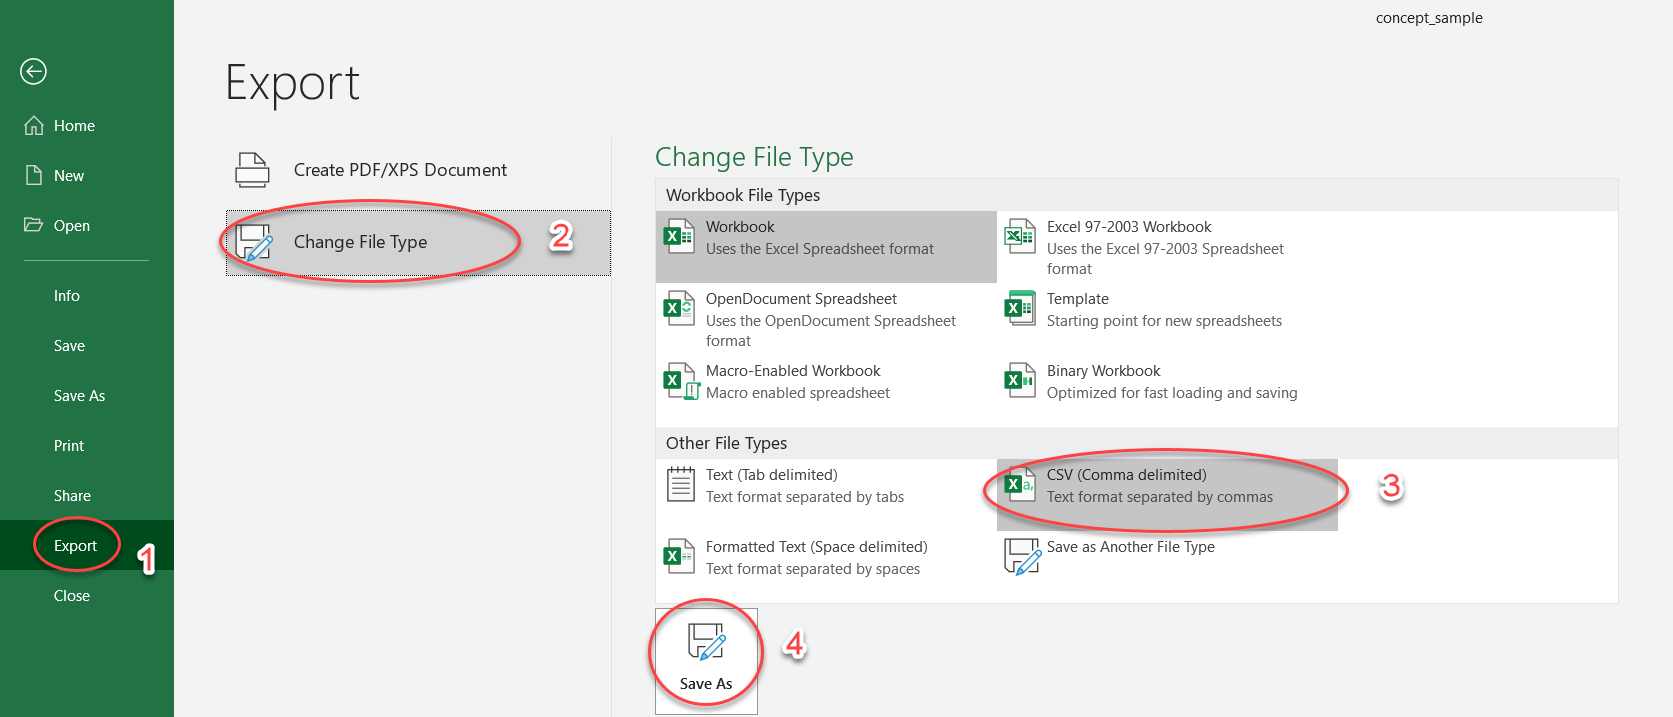 concept_sample
Home
New
Open
Info
Save
Save As
Print
Share
Export
1
Close
Export
Create PDF/XPS Document
Change File Type
2
Change File Type
Workbook File Types
Workbook
Uses the Excel Spreadsheet format
Excel 97-2003 Workbook
Uses the Excel 97-2003 Spreadsheet
format
OpenDocument Spreadsheet
Uses the OpenDocument Spreadsheet
format
Template
Starting point for new spreadsheets
Macro-Enabled Workbook
Macro enabled spreadsheet
Binary Workbook
Optimized for fast loading and saving
Other File Types
Text (Tab delimited)
Text format separated by tabs
CSV (Comma delimited)
Text format separated by commas
3
Formatted Text (Space delimited)
Text format separated by spaces
Save as Another File Type
Save As
4